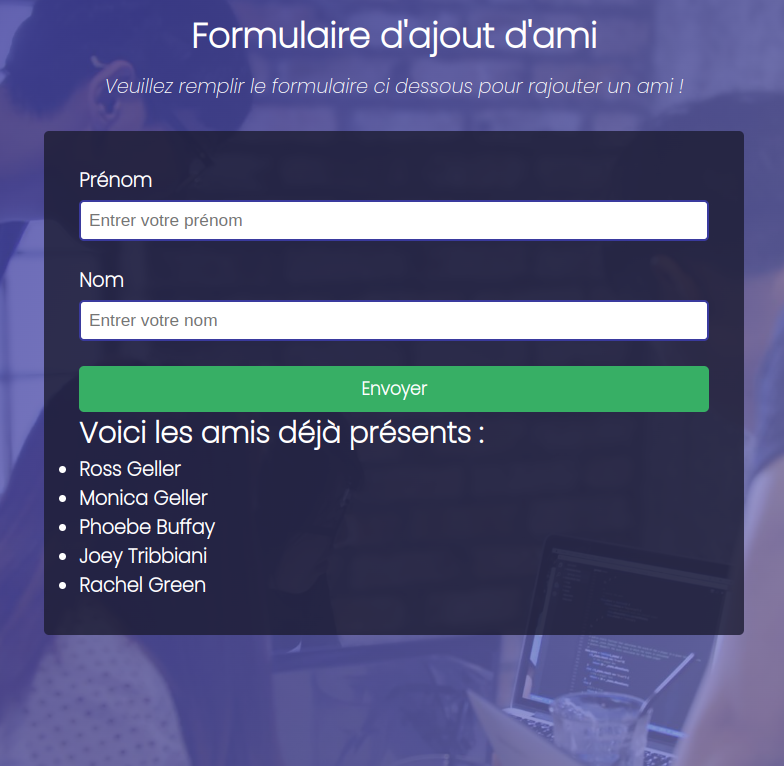 Formulaire d'ajout d'ami
Veuillez remplir le formulaire ci dessous pour rajouter un ami !
Prénom
Entrer votre prénom
Nom
Entrer votre nom
Envoyer
Voici les amis déjà présents :
Ross Geller
Monica Geller
Phoebe Buffay
Joey Tribbiani
Rachel Green